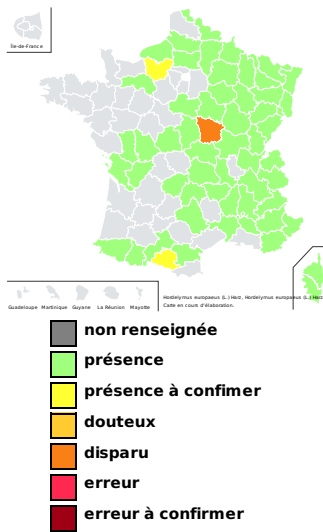 Île-de-France
Guadeloupe Martinique Guyane La Réunion Mayotte
Hordelymus europaeus (L.) Harz, Hordelymus europaeus (L.) Harz
Carte en cours d'élaboration.
non renseignée
présence
présence à confimer
douteux
disparu
erreur
erreur à confirmer